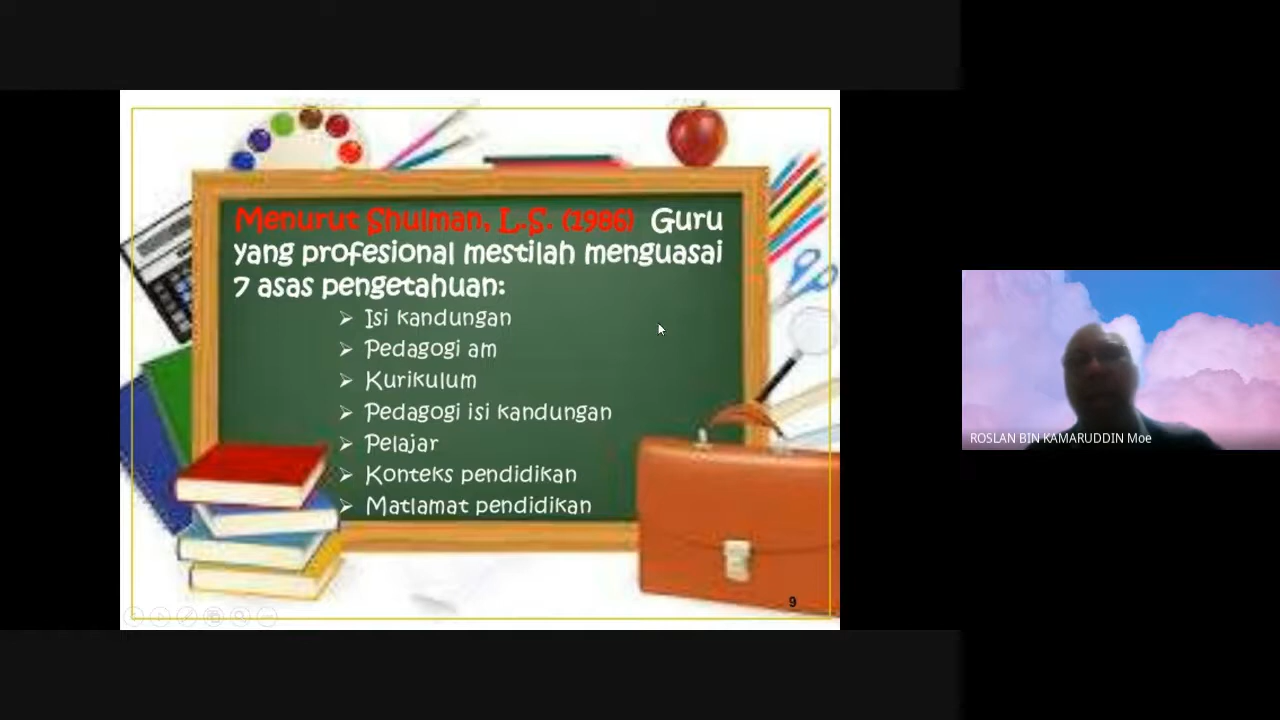 Menurut Shulman, L.S. (1986) Guru
yang profesional mestilah menguasai
7 asas pengetahuan:
➢ Isi kandungan
➢ Pedagogi am
➢ Kurikulum
➢ Pedagogi isi kandungan
➢ Pelajar
➢ Konteks pendidikan
➢ Matlamat pendidikan
9
ROSLAN BIN KAMARUDDIN Moe